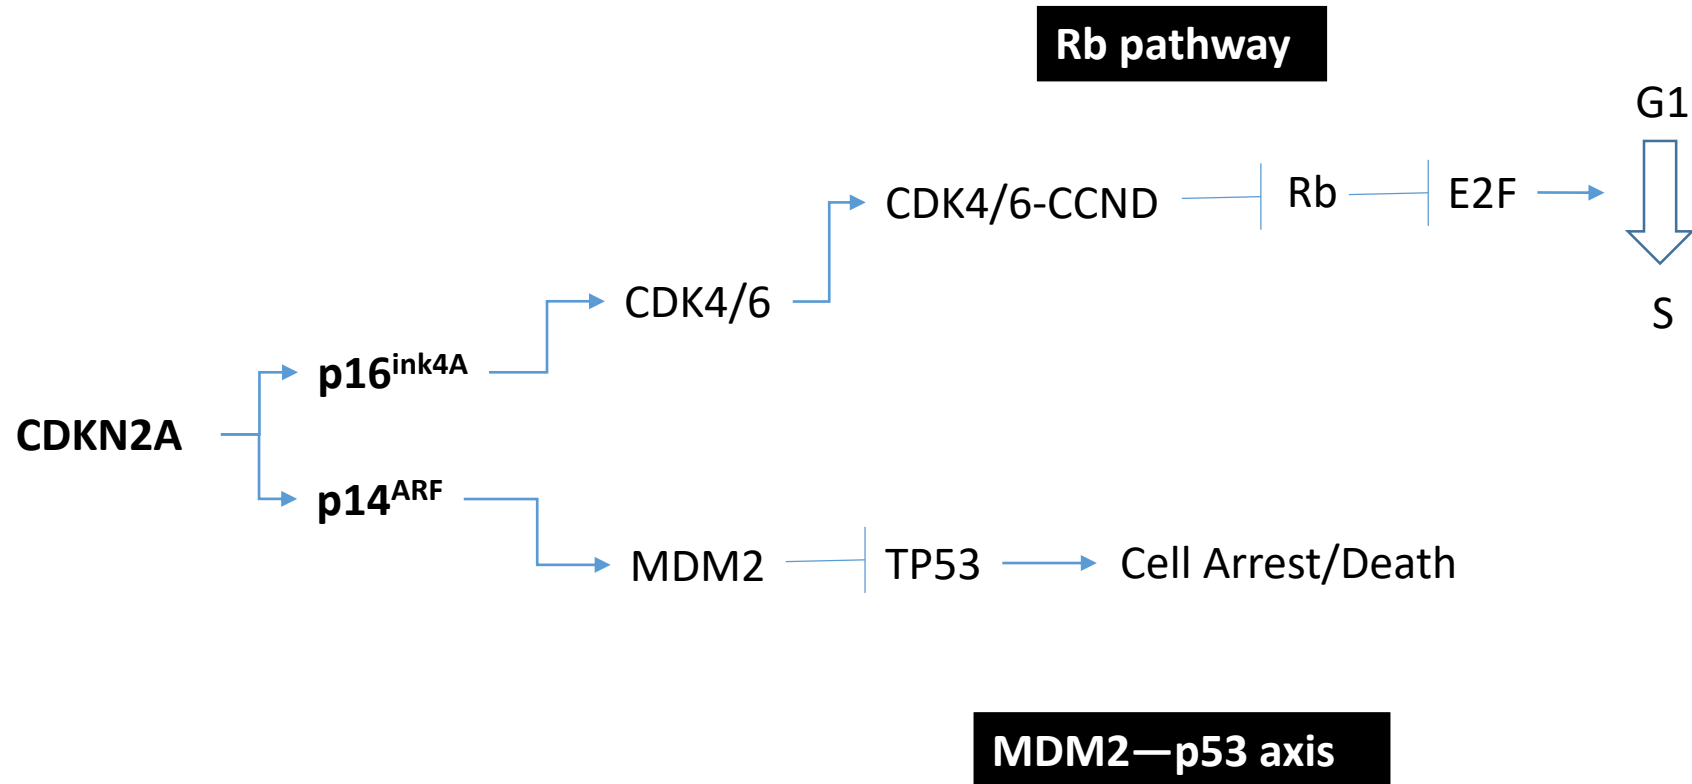 Rb pathway
G1
CDK4/6-CCND
Rb
E2F
CDK4/6
S
p16ink4A
CDKN2A
p14ARF
MDM2
TP53
Cell Arrest/Death
MDM2—p53 axis